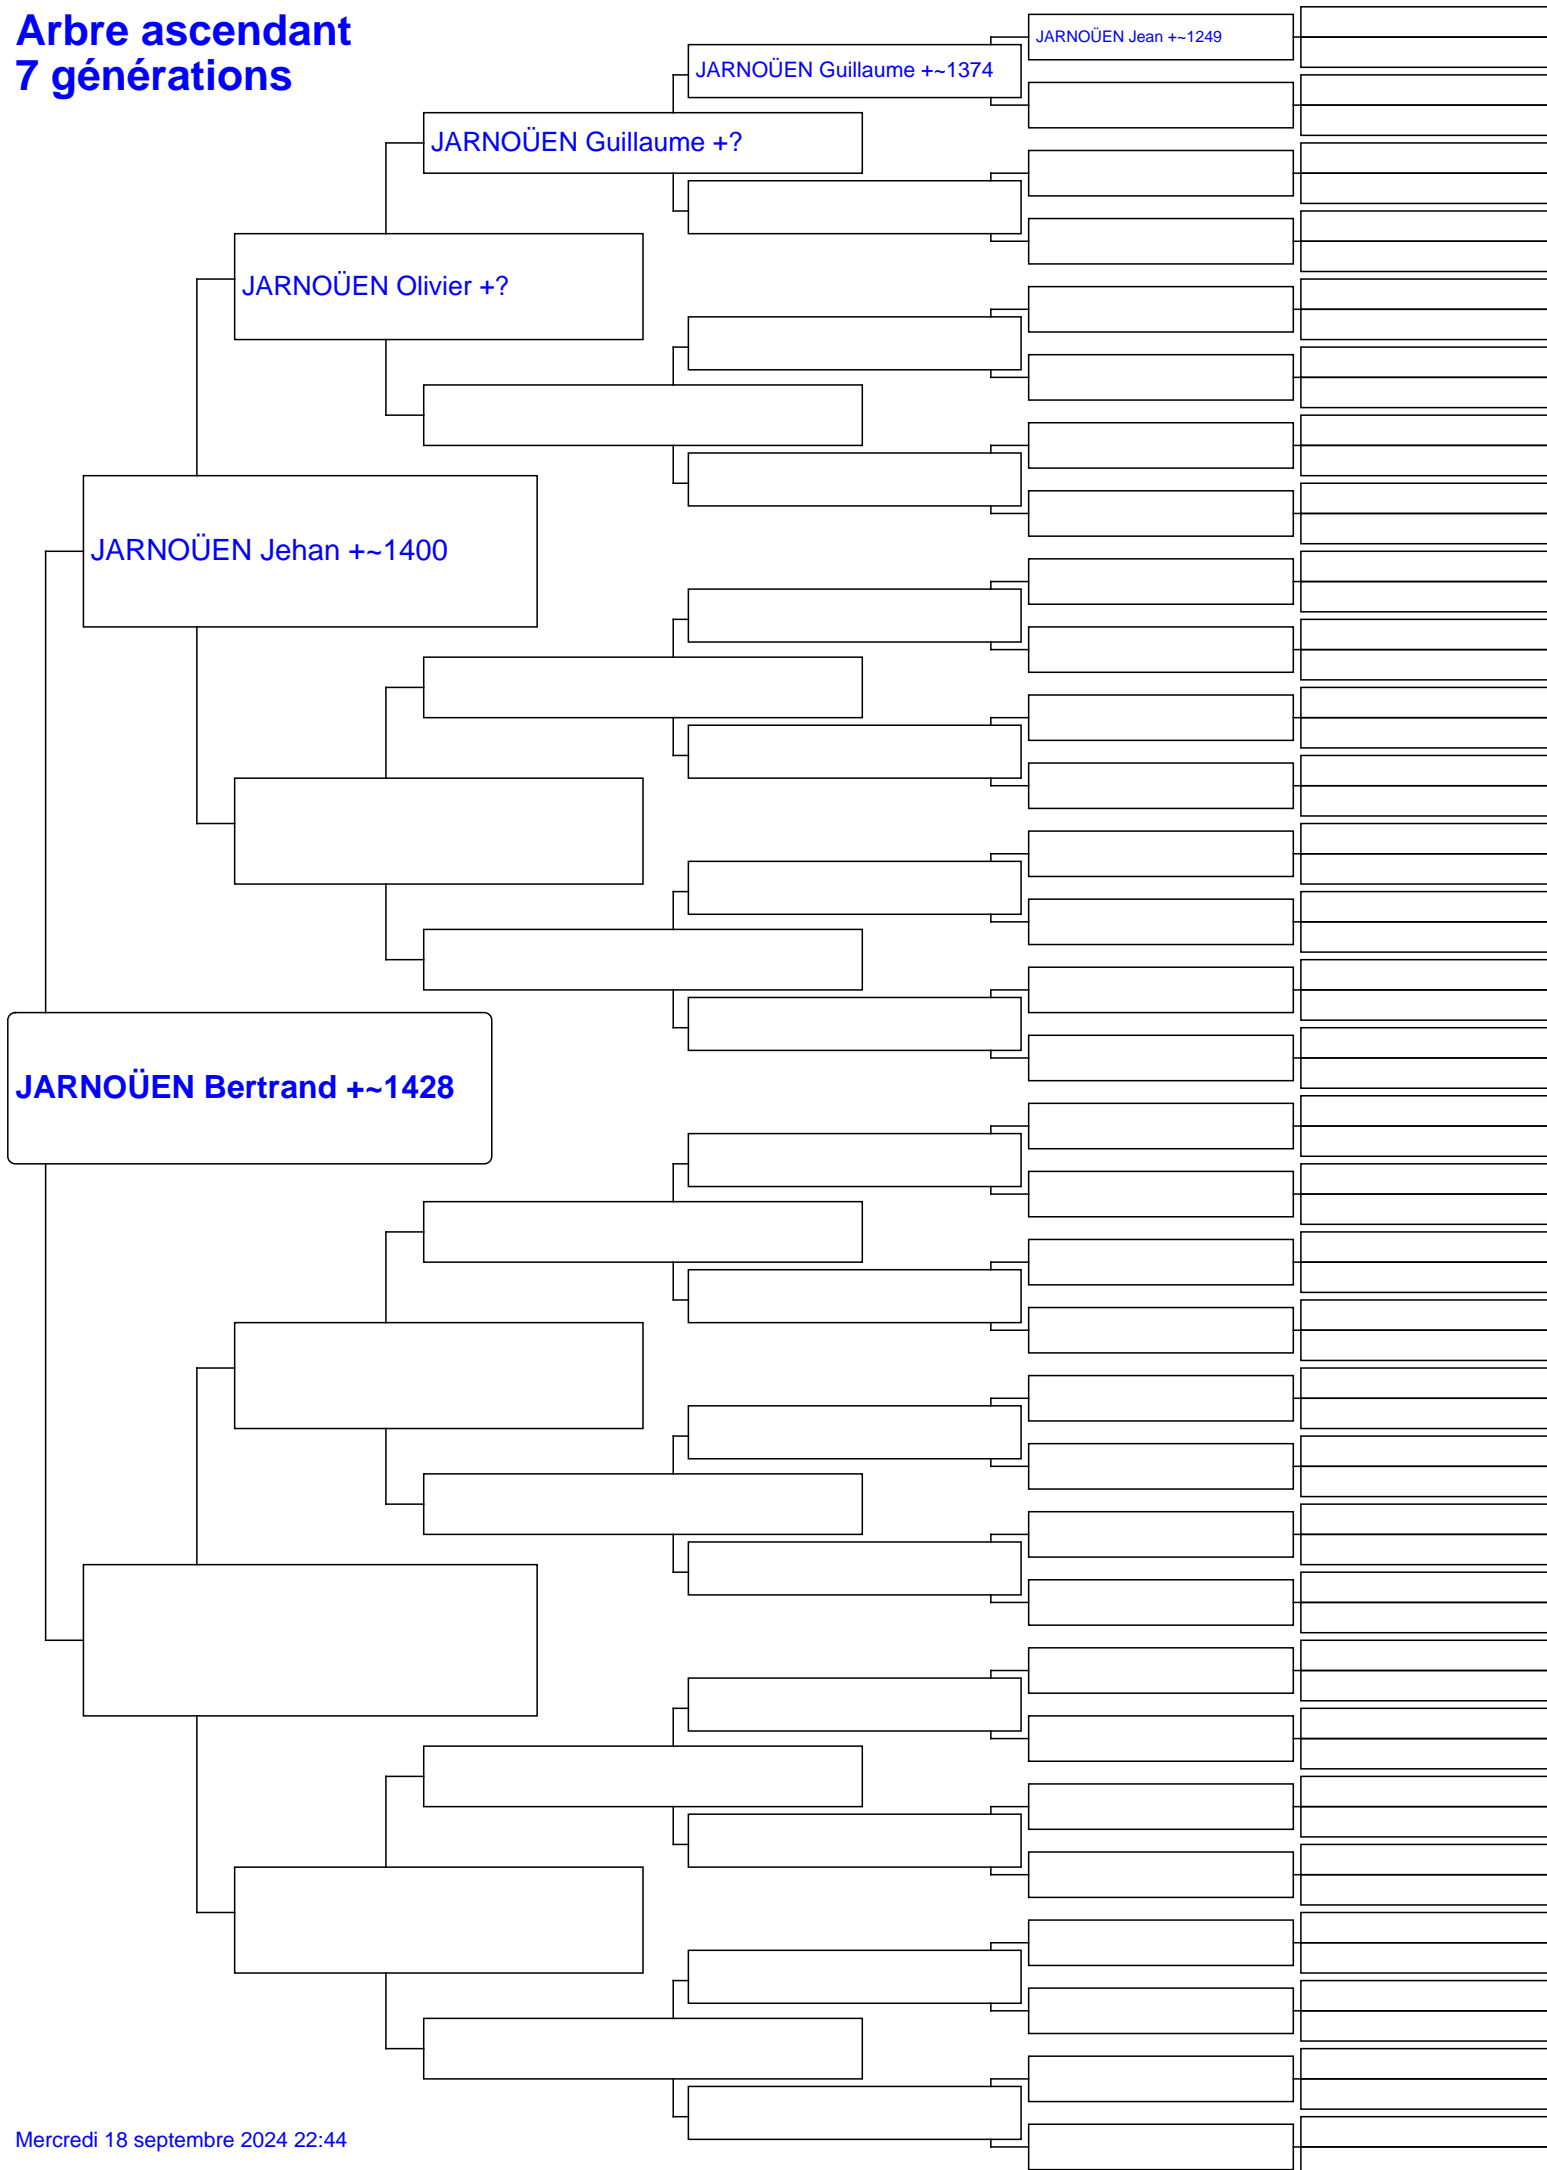 Arbre ascendant
7 générations
JARNOÜEN Jean +~1249
JARNOÜEN Guillaume +~1374
JARNOÜEN Guillaume +?
JARNOÜEN Olivier +?
JARNOÜEN Jehan +~1400
JARNOÜEN Bertrand +~1428
Mercredi 18 septembre 2024 22:44